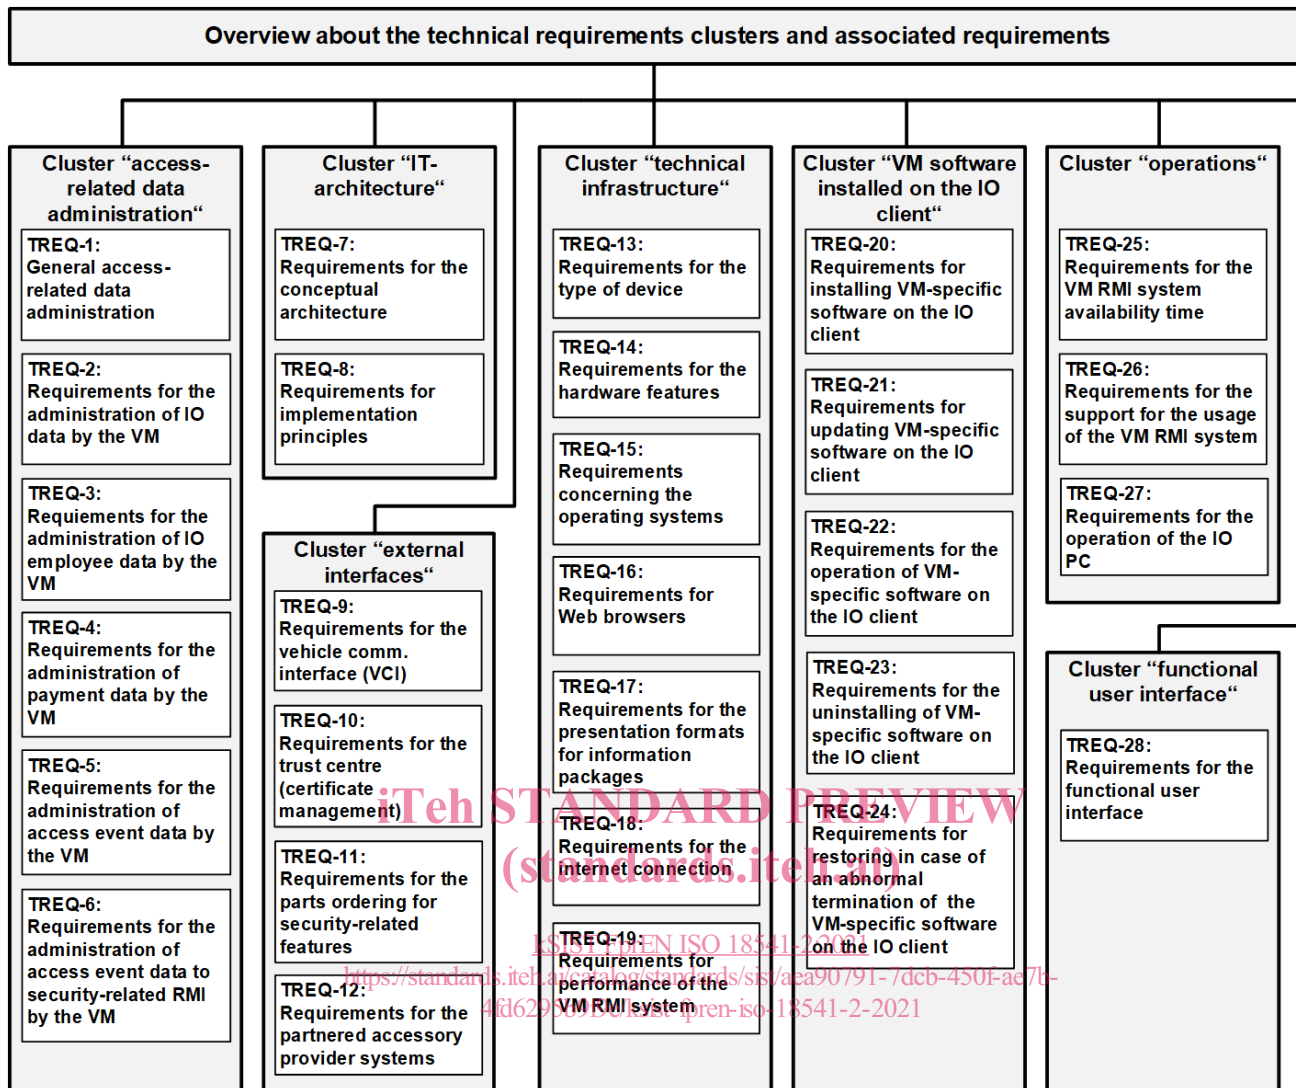 Overview about the technical requirements clusters and associated requirements
Cluster “access-
related data
administration“
TREQ-1:
General access-
related data
administration
TREQ-2:
Requirements for the
administration of IO
data by the VM
TREQ-3:
Requiements for the
administration of IO
employee data by the
VM
TREQ-4:
Requirements for the
administration of
payment data by the
VM
TREQ-5:
Requirements for the
administration of
access event data by
the VM
TREQ-6:
Requirements for the
administration of
access event data to
security-related RMI
by the VM
Cluster “IT-
architecture“
TREQ-7:
Requirements for the
conceptual
architecture
TREQ-8:
Requirements for
implementation
principles
Cluster “external
interfaces“
TREQ-9:
Requirements for the
vehicle comm.
interface (VCI)
TREQ-10:
Requirements for the
trust centre
(certificate
management)
TREQ-11:
Requirements for the
parts ordering for
security-related
features
TREQ-12:
Requirements for the
partnered accessory
provider systems
Cluster “technical
infrastructure“
TREQ-13:
Requirements for the
type of device
TREQ-14:
Requirements for the
hardware features
TREQ-15:
Requirements
concerning the
operating systems
TREQ-16:
Requirements for
Web browsers
TREQ-17:
Requirements for the
presentation formats
for information
packages
TREQ-18:
Requirements for the
internet connection
TREQ-19:
Requirements for
performance of the
VM RMI system
Cluster “VM software
installed on the IO
client“
TREQ-20:
Requirements for
installing VM-specific
software on the IO
client
TREQ-21:
Requirements for
updating VM-specific
software on the IO
client
TREQ-22:
Requirements for the
operation of VM-
specific software on
the IO client
TREQ-23:
Requirements for the
uninstalling of VM-
specific software on
the IO client
TREQ-24:
Requirements for
restoring in case of
an abnormal
termination of the
VM-specific software
on the IO client
Cluster “operations“
TREQ-25:
Requirements for the
VM RMI system
availability time
TREQ-26:
Requirements for the
support for the usage
of the VM RMI system
TREQ-27:
Requirements for the
operation of the IO
PC
Cluster “functional
user interface“
TREQ-28:
Requirements for the
functional user
interface
iTeh STANDARD PREVIEW
(standards.iteh.ai)
kSIST FprEN ISO 18541-2:2021
https://standards.iteh.ai/catalog/standards/sist/aea90791-7dcb-450f-ae7b-